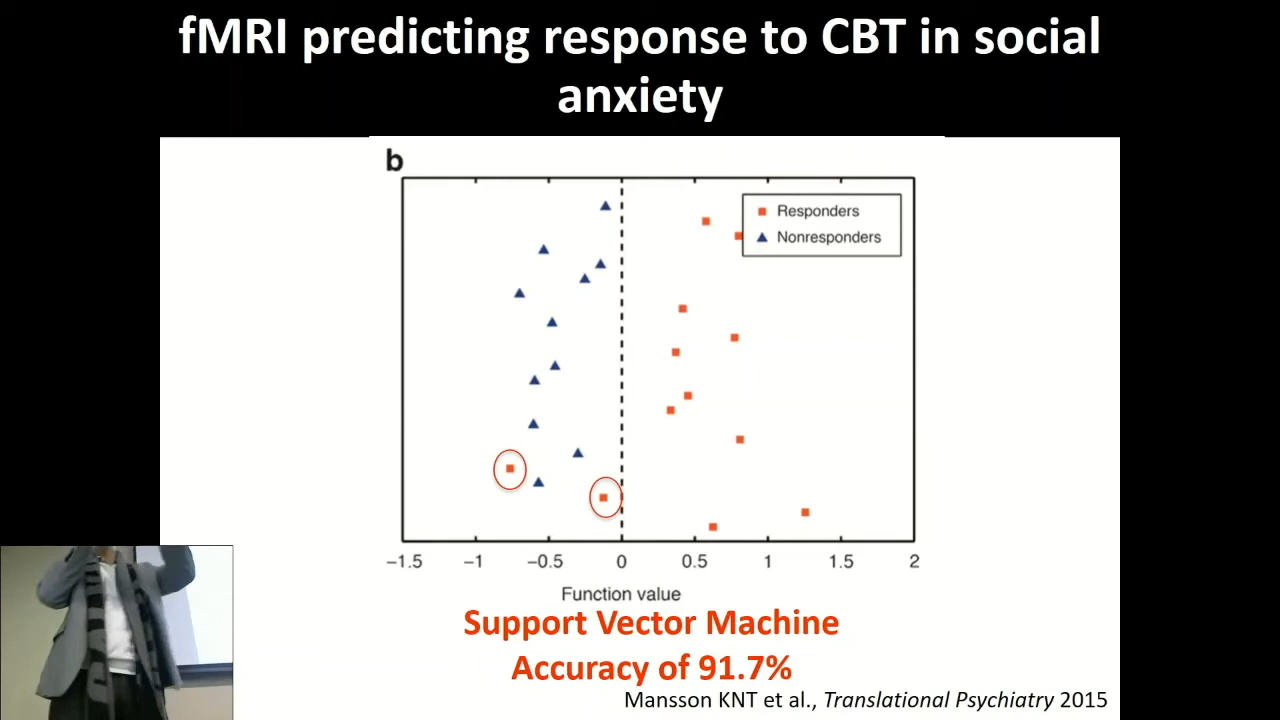 fMRI predicting response to CBT in social
anxiety
b
Responders
Nonresponders
−1.5 −1 −0.5 0 0.5 1 1.5 2
Function value
Support Vector Machine
Accuracy of 91.7%
Mansson KNT et al., Translational Psychiatry 2015